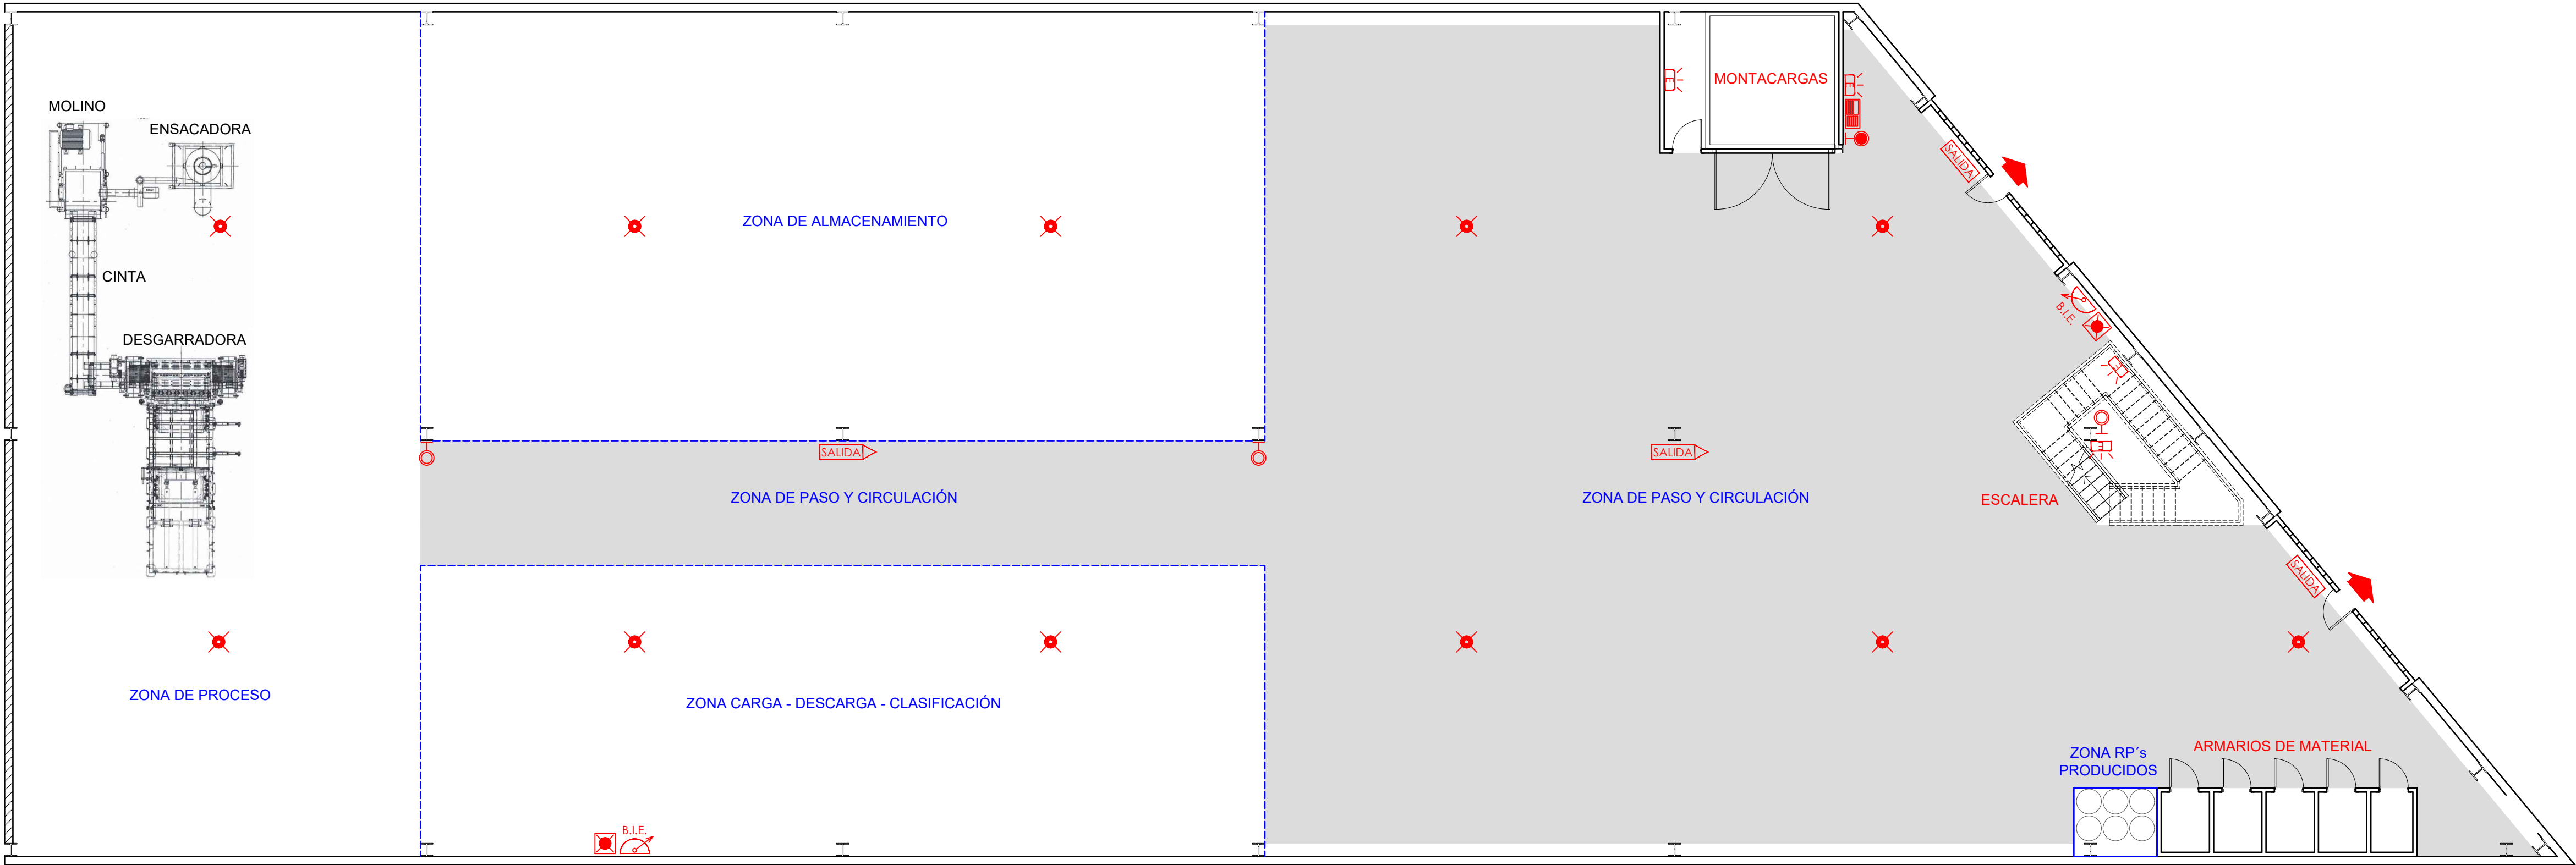 MOLINO
ENSACADORA
CINTA
DESGARRADORA
ZONA DE PROCESO
ZONA DE ALMACENAMIENTO
SALIDA
ZONA DE PASO Y CIRCULACIÓN
ZONA CARGA - DESCARGA - CLASIFICACIÓN
B.I.E.
MONTACARGAS
E
E
SALIDA
B.I.E.
SALIDA
ZONA DE PASO Y CIRCULACIÓN
ESCALERA
E
E
SALIDA
ZONA RP´s
PRODUCIDOS
ARMARIOS DE MATERIAL